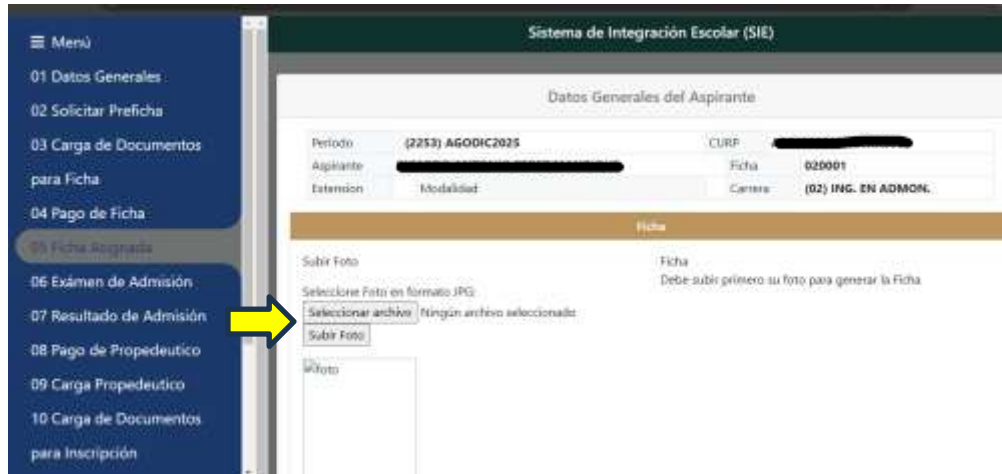 Sistema de Integración Escolar (SIE)
☰ Menú
01 Datos Generales
02 Solicitar Preficha
03 Carga de Documentos
para Ficha
04 Pago de Ficha
05 Ficha Asignada
06 Exámen de Admisión
07 Resultado de Admisión
08 Pago de Propedeutico
09 Carga Propedeutico
10 Carga de Documentos
para Inscripción
Datos Generales del Aspirante
Periodo (2253) AGODIC2025 CURP
Aspirante Ficha 020001
Extension Modalidad Carrera (02) ING. EN ADMON.
Ficha
Subir Foto
Seleccione Foto en formato JPG:
Seleccionar archivo Ningún archivo seleccionado
Subir Foto
foto
Ficha
Debe subir primero su foto para generar la Ficha